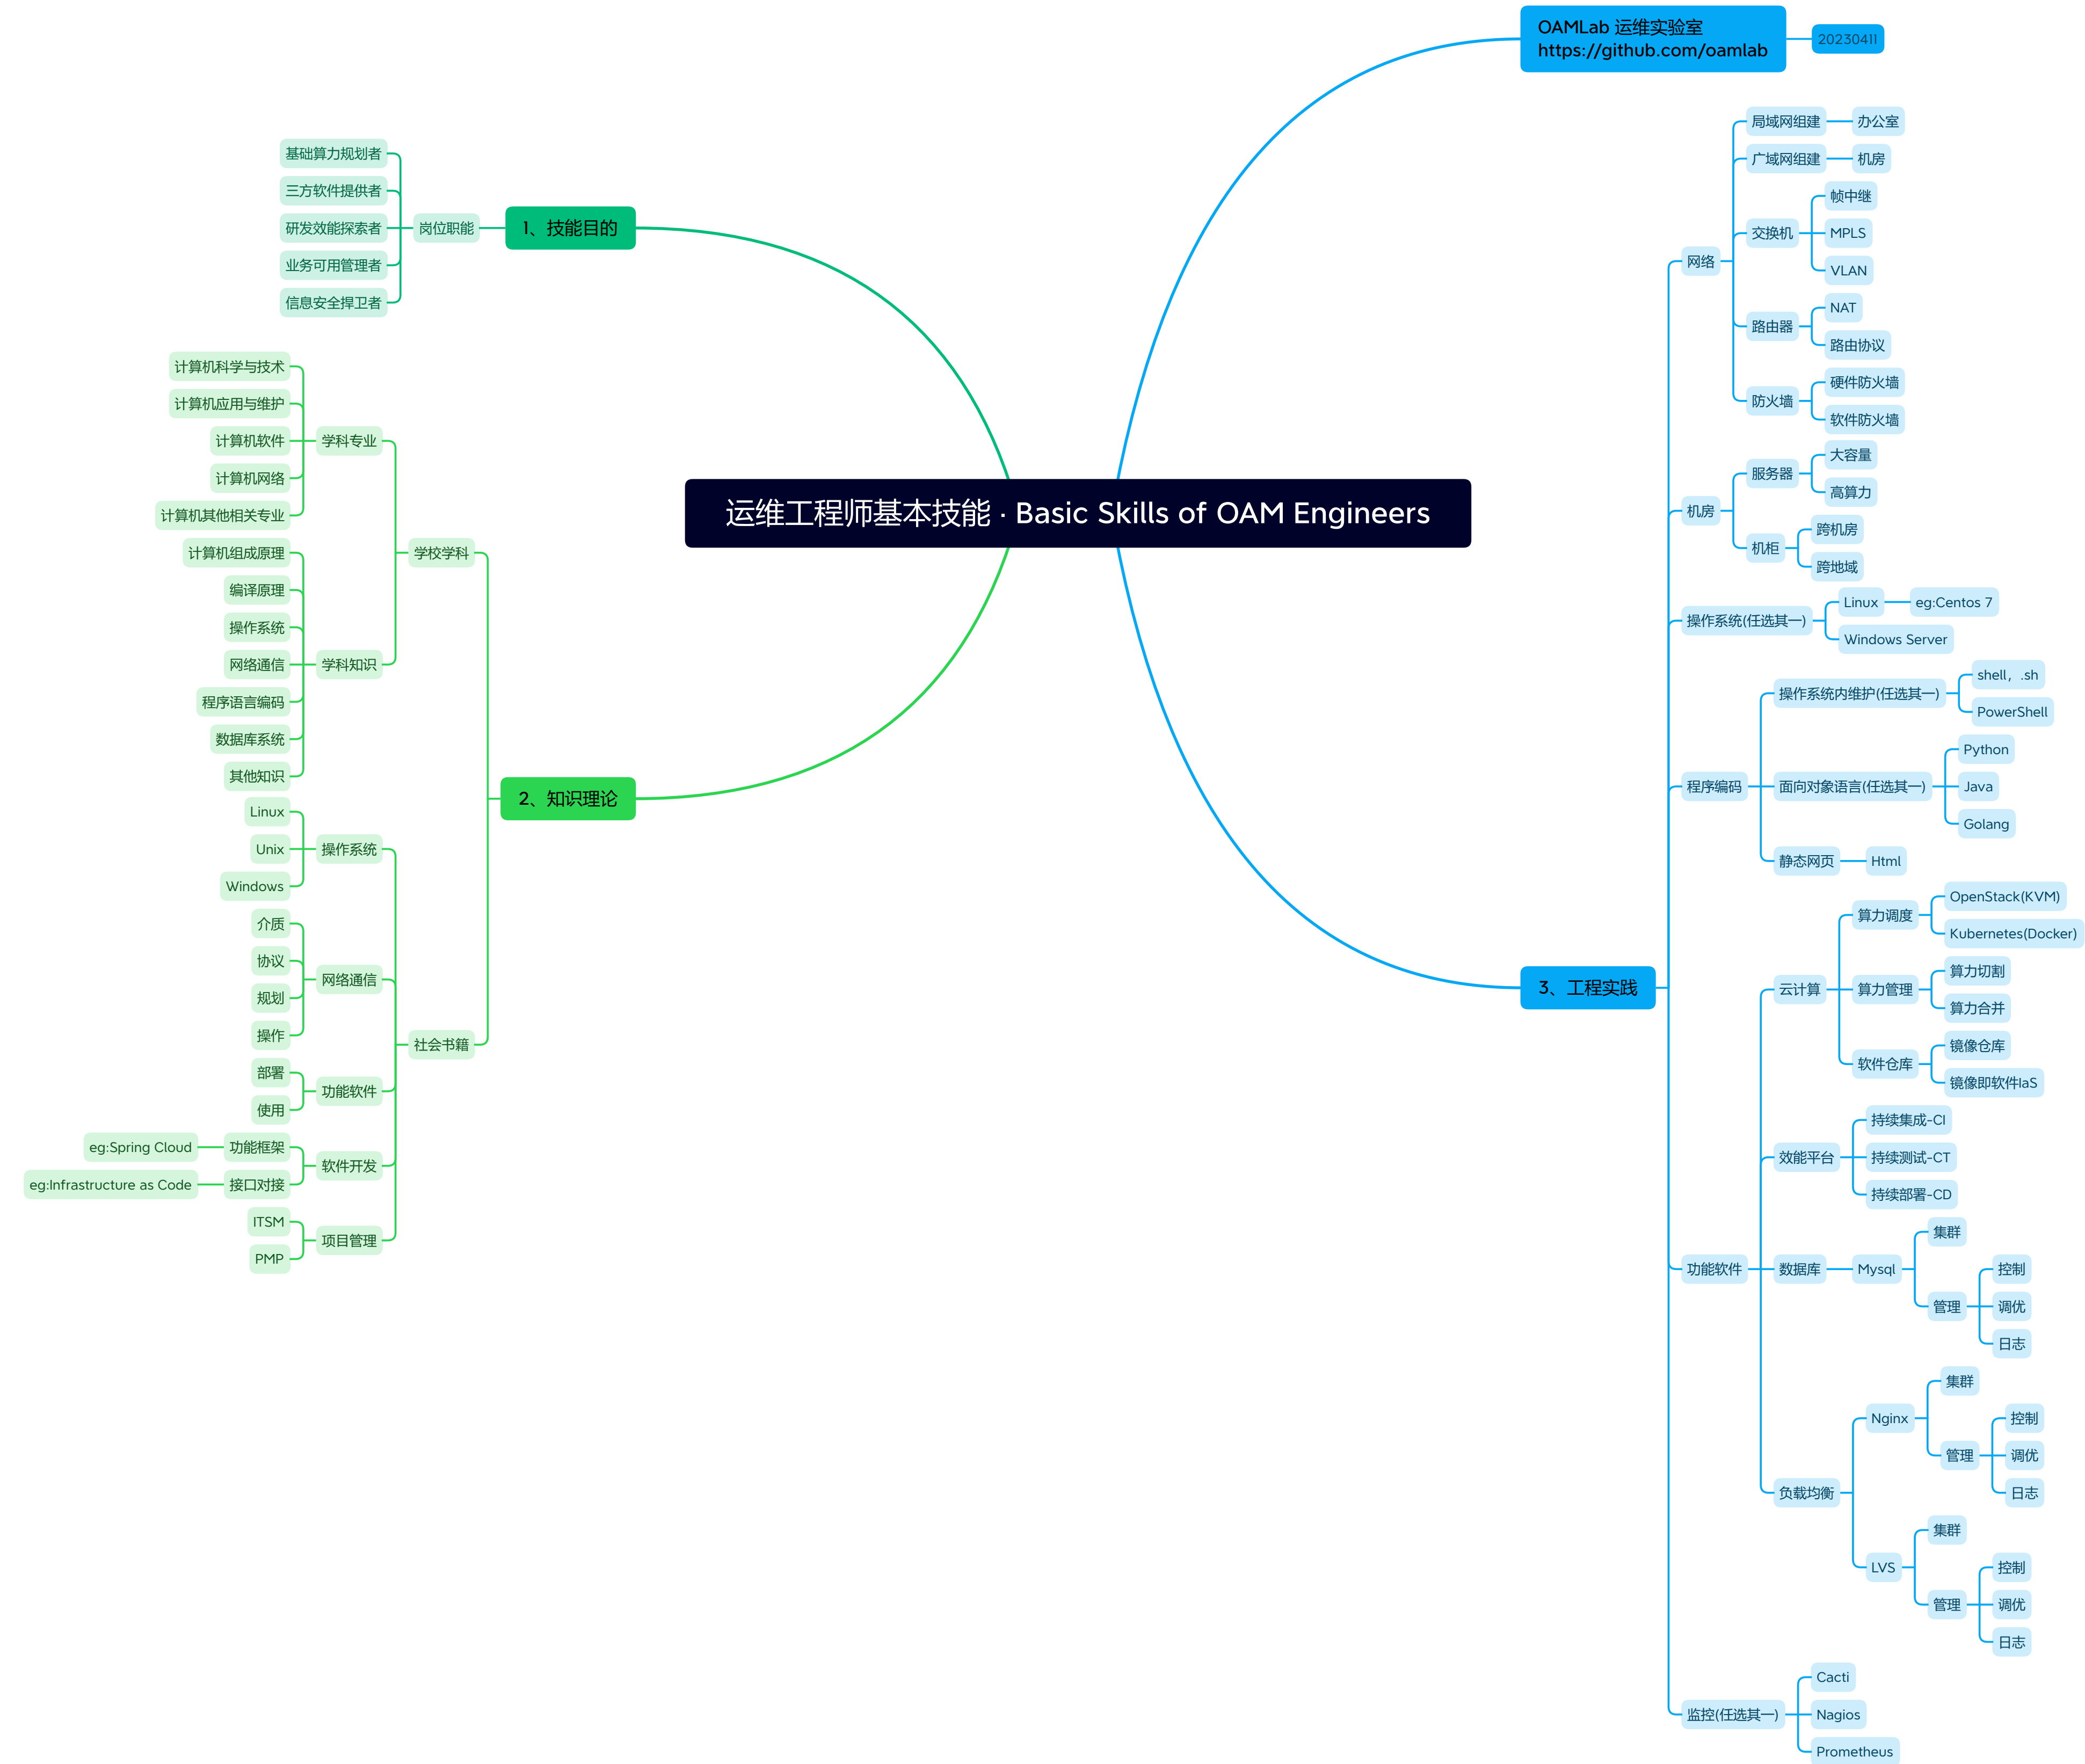 运维工程师基本技能 · Basic Skills of OAM Engineers
1、技能目的
岗位职能
基础算力规划者
三方软件提供者
研发效能探索者
业务可用管理者
信息安全捍卫者
2、知识理论
学校学科
学科专业
计算机科学与技术
计算机应用与维护
计算机软件
计算机网络
计算机其他相关专业
学科知识
计算机组成原理
编译原理
操作系统
网络通信
程序语言编码
数据库系统
其他知识
社会书籍
操作系统
Linux
Unix
Windows
网络通信
介质
协议
规划
操作
功能软件
部署
使用
软件开发
功能框架
eg:Spring Cloud
接口对接
eg:Infrastructure as Code
项目管理
ITSM
PMP
OAMLab 运维实验室
https://github.com/oamlab
20230411
3、工程实践
网络
局域网组建
办公室
广域网组建
机房
交换机
帧中继
MPLS
VLAN
路由器
NAT
路由协议
防火墙
硬件防火墙
软件防火墙
机房
服务器
大容量
高算力
机柜
跨机房
跨地域
操作系统(任选其一)
Linux
eg:Centos 7
Windows Server
程序编码
操作系统内维护(任选其一)
shell，.sh
PowerShell
面向对象语言(任选其一)
Python
Java
Golang
静态网页
Html
功能软件
云计算
算力调度
OpenStack(KVM)
Kubernetes(Docker)
算力管理
算力切割
算力合并
软件仓库
镜像仓库
镜像即软件IaS
效能平台
持续集成-CI
持续测试-CT
持续部署-CD
数据库
Mysql
集群
管理
控制
调优
日志
负载均衡
Nginx
集群
管理
控制
调优
日志
LVS
集群
管理
控制
调优
日志
监控(任选其一)
Cacti
Nagios
Prometheus